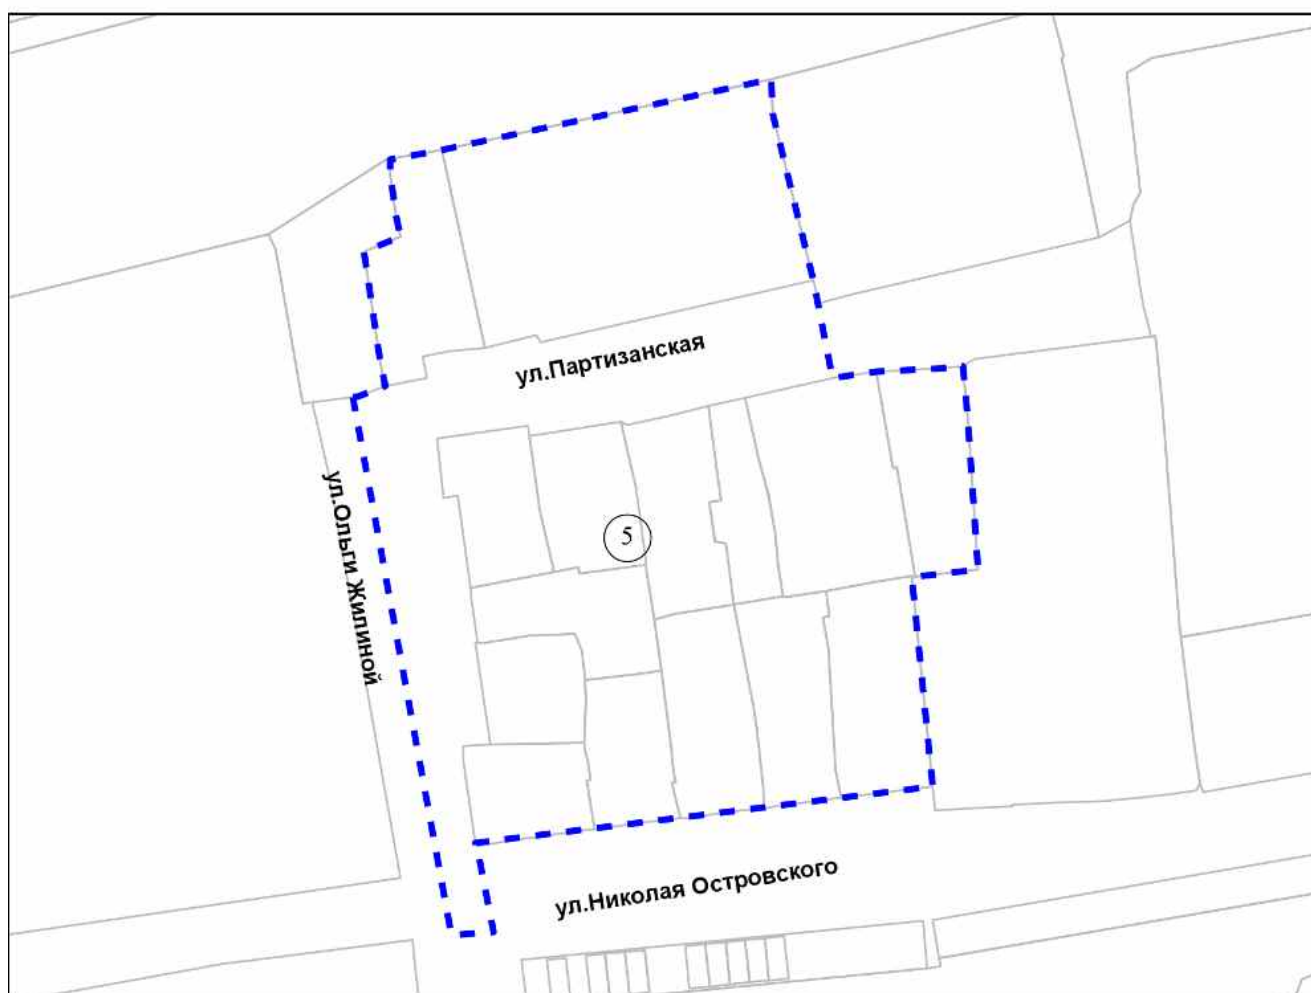 ул.Партизанская
ул.Ольги Жилиной
5
ул.Николая Островского